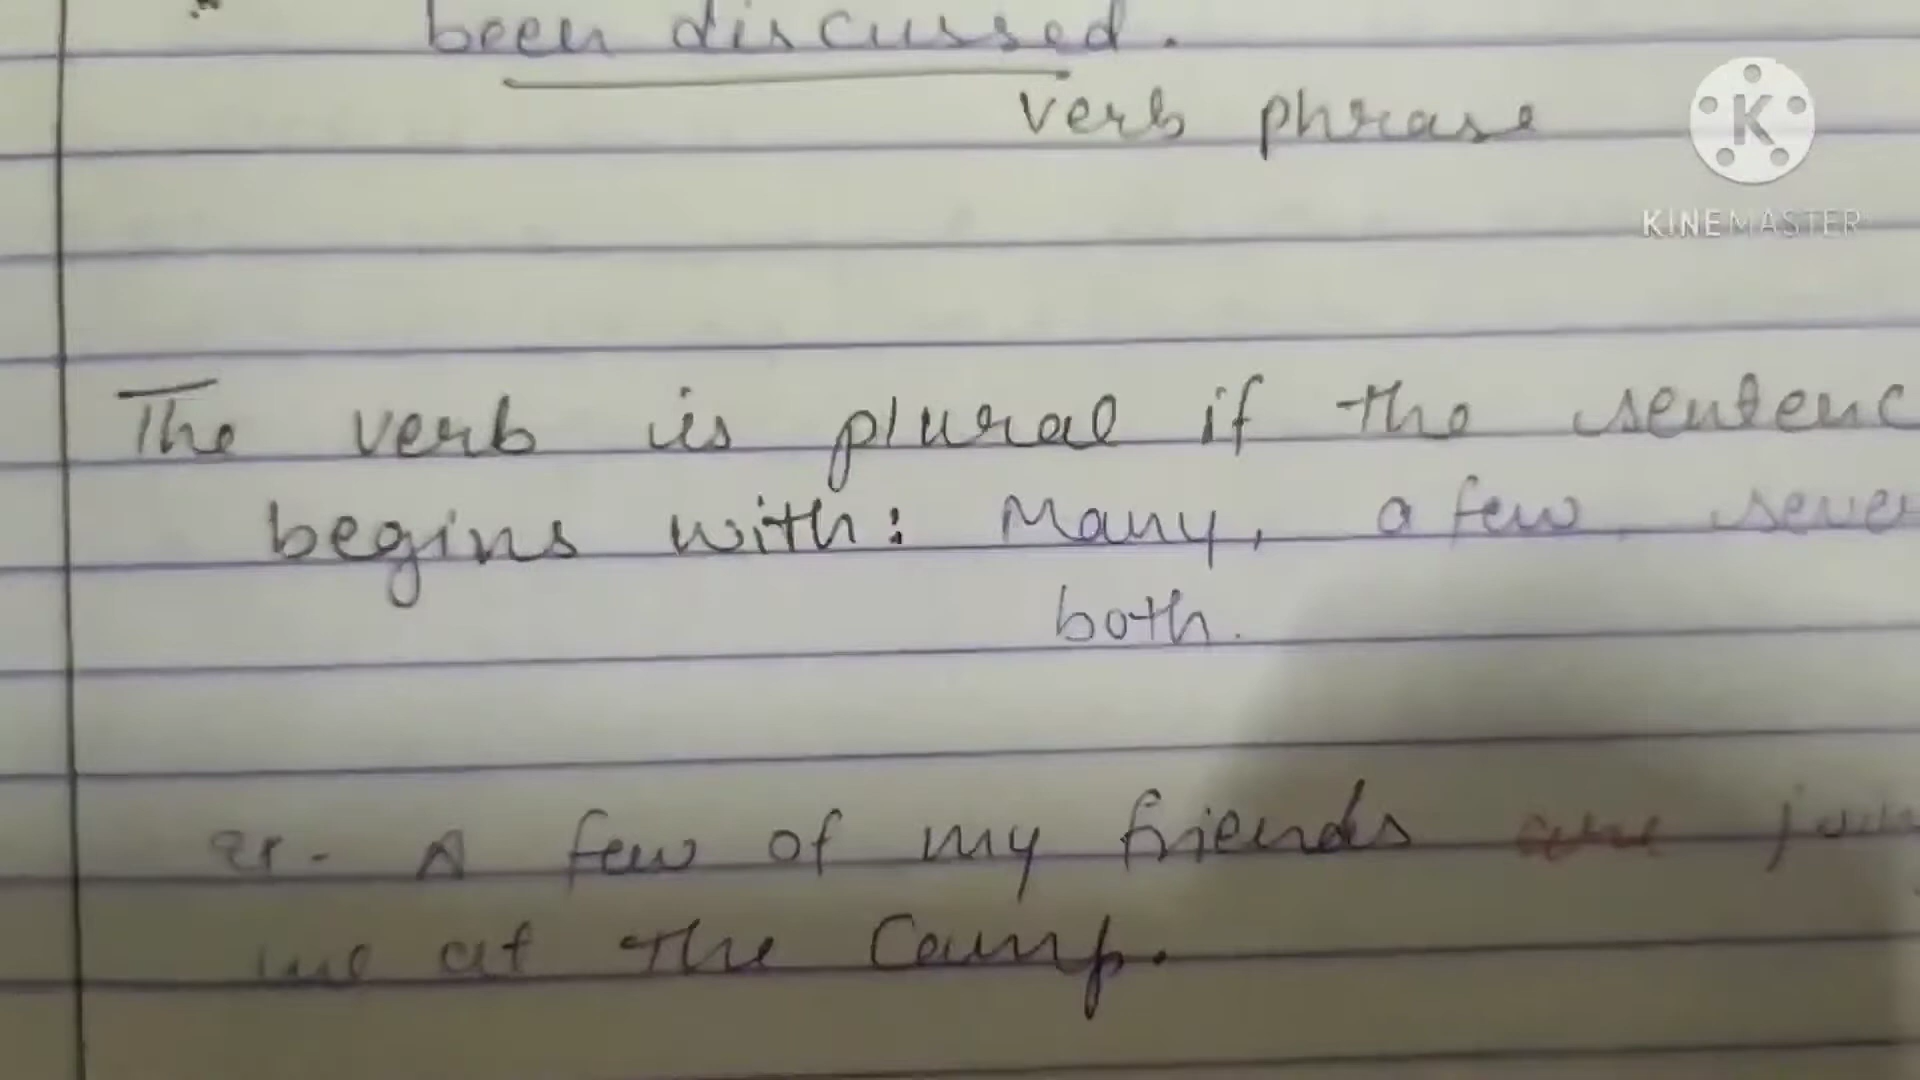 been discussed.
verb phrase
KINEMASTER
The verb is plural if the sentenc
begins with: Many, a few, sever
both.
ex- A few of my friends are
me at the Camp.